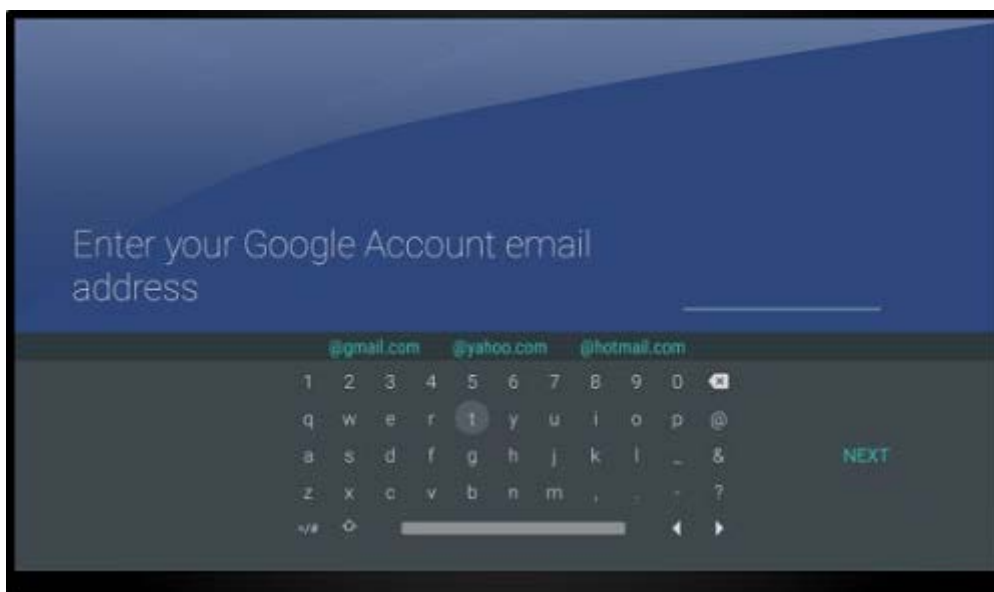 Enter your Google Account email
address
@gmail.com @yahoo.com @hotmail.com
1 2 3 4 5 6 7 8 9 0
q w e r t y u i o p @
a s d f g h j k l _ &
NEXT
z x c v b n m , . - ?
~/#